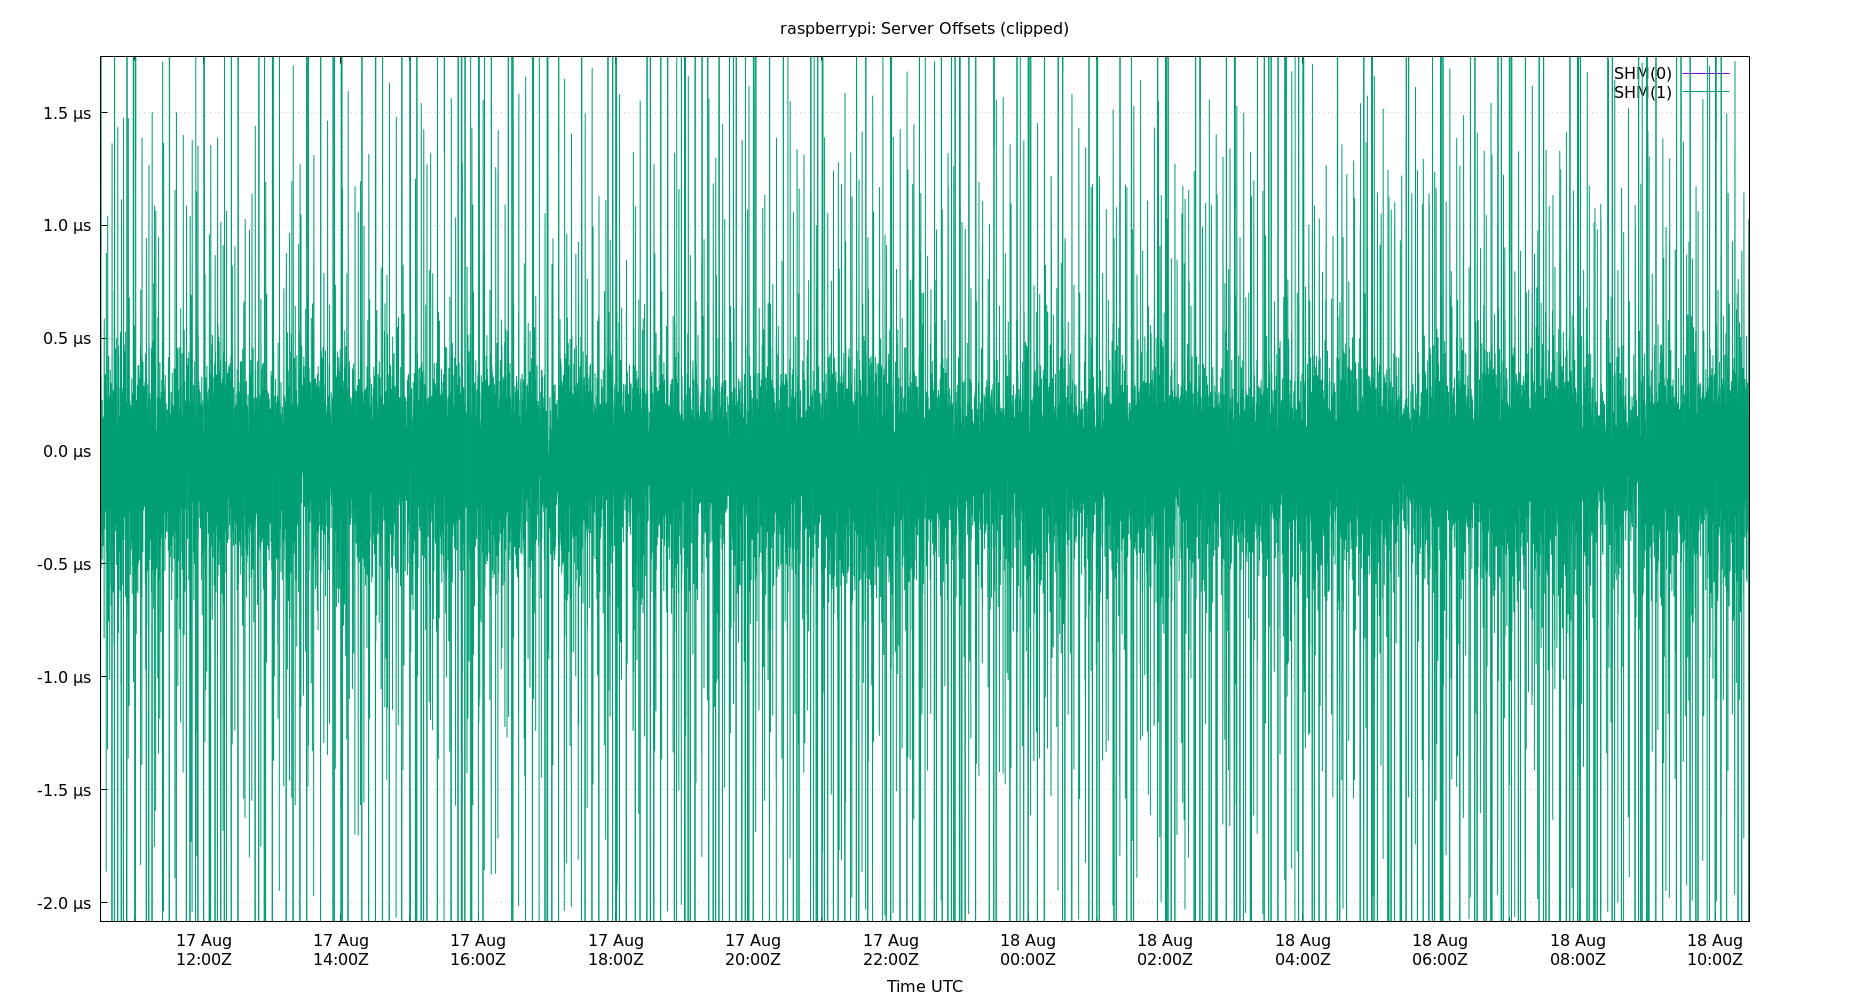 raspberrypi: Server Offsets (clipped)
SHM(0)
SHM(1)
1.5 µs
1.0 µs
0.5 µs
0.0 µs
-0.5 µs
-1.0 µs
-1.5 µs
-2.0 µs
17 Aug 17 Aug 17 Aug 17 Aug 17 Aug 17 Aug 18 Aug 18 Aug 18 Aug 18 Aug 18 Aug 18 Aug
12:00Z 14:00Z 16:00Z 18:00Z 20:00Z 22:00Z 00:00Z 02:00Z 04:00Z 06:00Z 08:00Z 10:00Z
Time UTC